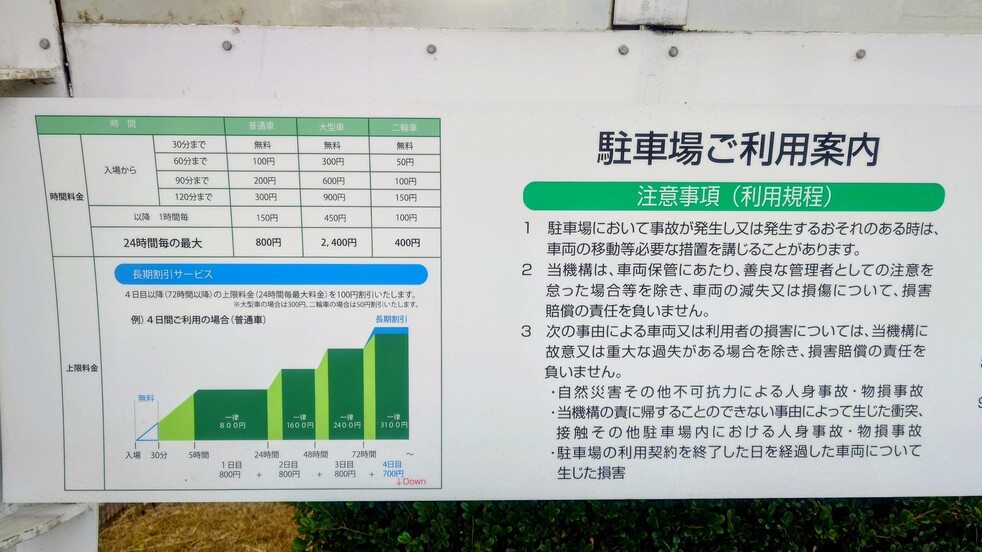 時　間　普通車　大型車　二輪車
時間料金　入場から　30分まで　無料　無料　無料
60分まで　100円　300円　50円
90分まで　200円　600円　100円
120分まで　300円　900円　150円
以降　1時間毎　150円　450円　100円
24時間毎の最大　800円　2,400円　400円
上限料金
長期割引サービス
４日目以降（72時間以降）の上限料金（24時間毎最大料金）を100円割引いたします。
※大型車の場合は300円、二輪車の場合は50円割引いたします。
例）４日間ご利用の場合（普通車）
長期割引
無料
一律　一律　一律　一律
８００円　1600円　2400円　3100円
入場　30分　5時間　24時間　48時間　72時間　～
1日目　2日目　3日目　4日目
800円　+　800円　+　800円　+　700円
↓Down
駐車場ご利用案内
注意事項（利用規程）
1　駐車場において事故が発生し又は発生するおそれのある時は、
車両の移動等必要な措置を講じることがあります。
2　当機構は、車両保管にあたり、善良な管理者としての注意を
怠った場合等を除き、車両の減失又は損傷について、損害
賠償の責任を負いません。
3　次の事由による車両又は利用者の損害については、当機構に
故意又は重大な過失がある場合を除き、損害賠償の責任を
負いません。
・自然災害その他不可抗力による人身事故・物損事故
・当機構の責に帰することのできない事由によって生じた衝突、
接触その他駐車場内における人身事故・物損事故
・駐車場の利用契約を終了した日を経過した車両について
生じた損害